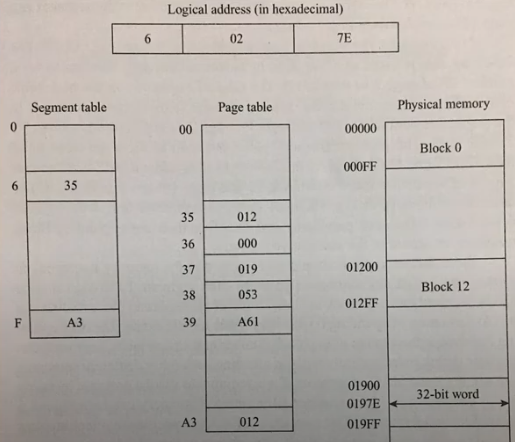 Logical address (in hexadecimal)
6 02 7E
Segment table
0
6 35
F A3
Page table
00
35 012
36 000
37 019
38 053
39 A61
A3 012
Physical memory
00000
Block 0
000FF
01200
Block 12
012FF
01900
32-bit word
0197E
019FF